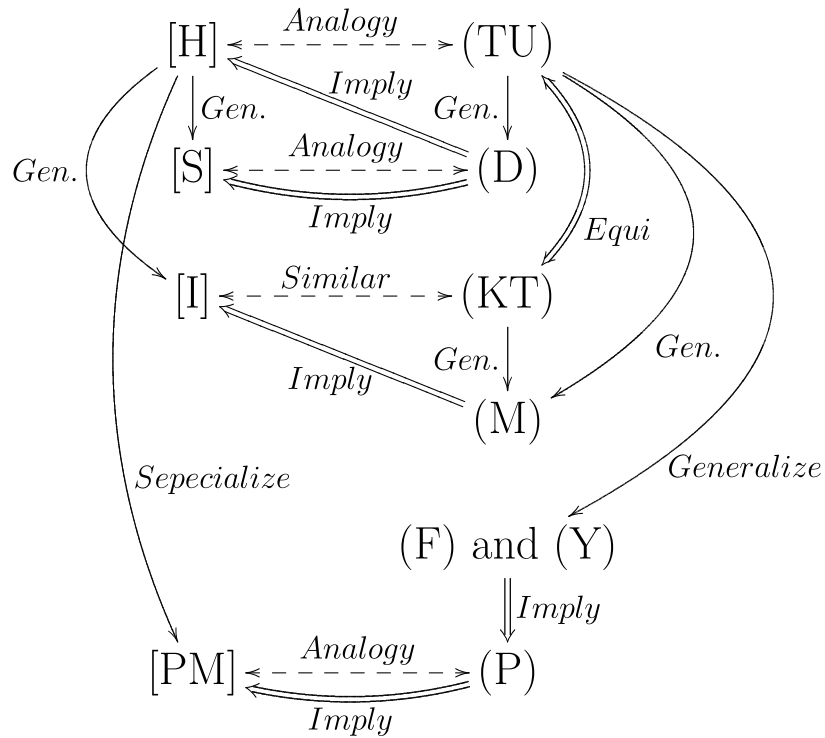 Analogy
[H] (TU)
Imply
Gen. Gen.
Analogy
Gen. [S] (D)
Imply
Equi
Similar
[I] (KT)
Gen. Gen.
Imply
(M)
Generalize
Sepecialize
(F) and (Y)
Imply
Analogy
[PM] (P)
Imply